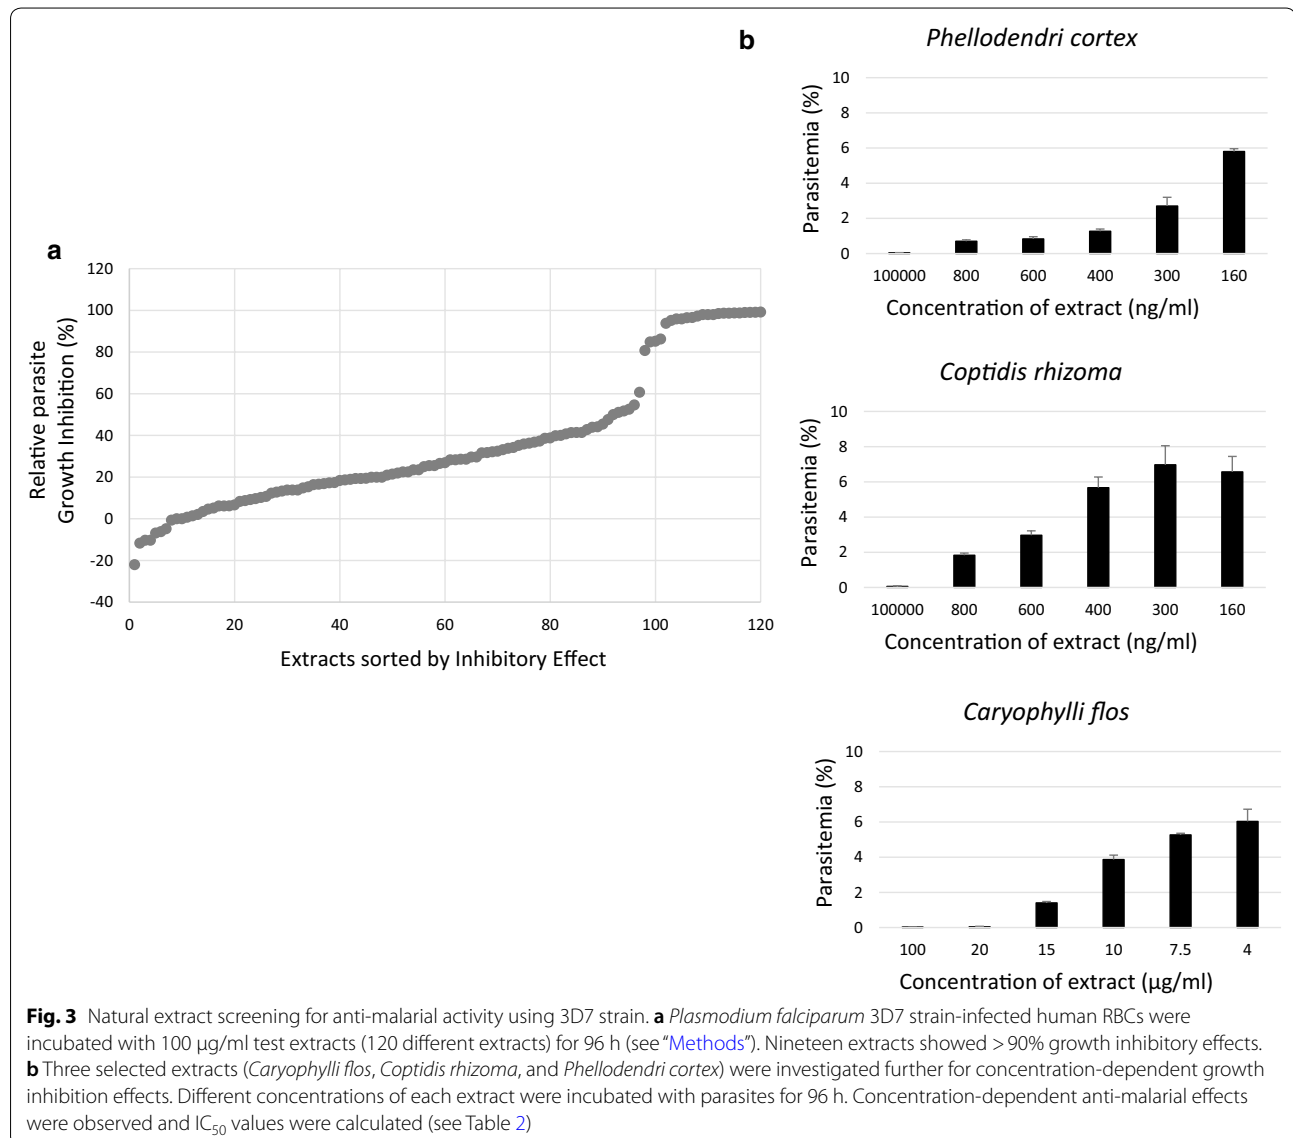 a
Relative parasite
Growth Inhibition (%)
120
100
80
60
40
20
0
-20
-40
0 20 40 60 80 100 120
Extracts sorted by Inhibitory Effect
b
Phellodendri cortex
Parasitemia (%)
10
8
6
4
2
0
100000 800 600 400 300 160
Concentration of extract (ng/ml)
Coptidis rhizoma
Parasitemia (%)
10
8
6
4
2
0
100000 800 600 400 300 160
Concentration of extract (ng/ml)
Caryophylli flos
Parasitemia (%)
10
8
6
4
2
0
100 20 15 10 7.5 4
Concentration of extract (µg/ml)
Fig. 3 Natural extract screening for anti-malarial activity using 3D7 strain. a Plasmodium falciparum 3D7 strain-infected human RBCs were
incubated with 100 µg/ml test extracts (120 different extracts) for 96 h (see “Methods”). Nineteen extracts showed > 90% growth inhibitory effects.
b Three selected extracts (Caryophylli flos, Coptidis rhizoma, and Phellodendri cortex) were investigated further for concentration-dependent growth
inhibition effects. Different concentrations of each extract were incubated with parasites for 96 h. Concentration-dependent anti-malarial effects
were observed and IC50 values were calculated (see Table 2)